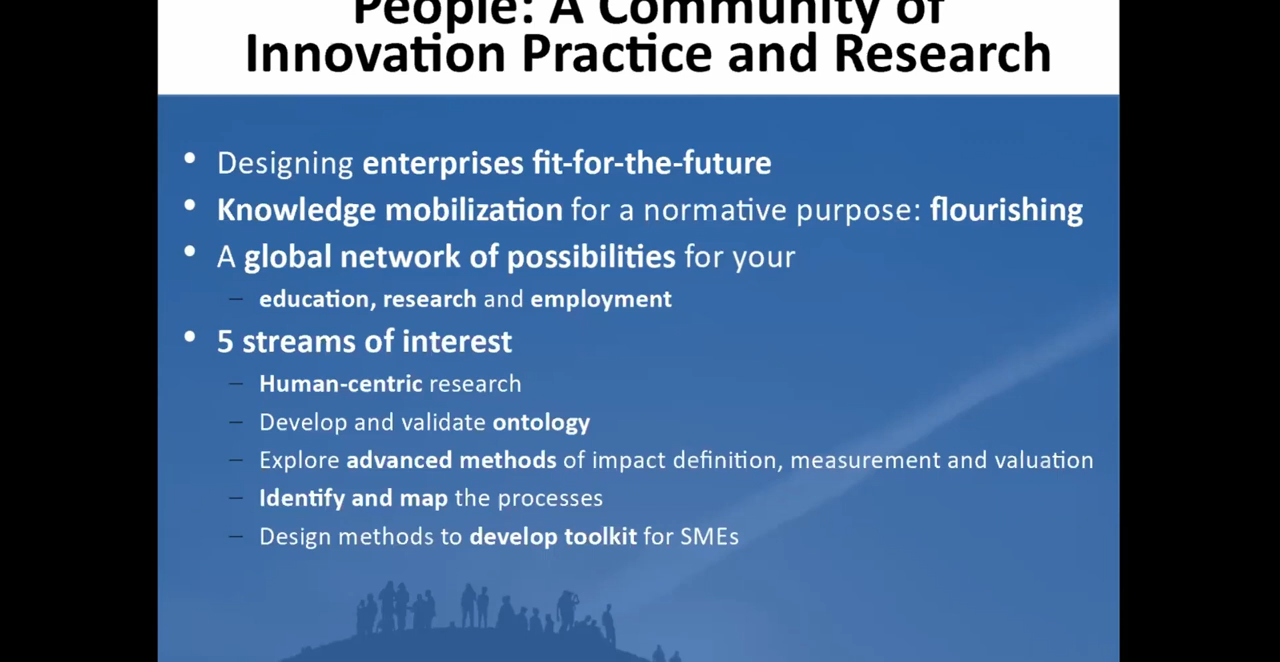 People: A Community of
Innovation Practice and Research
• Designing enterprises fit-for-the-future
• Knowledge mobilization for a normative purpose: flourishing
• A global network of possibilities for your
– education, research and employment
• 5 streams of interest
– Human-centric research
– Develop and validate ontology
– Explore advanced methods of impact definition, measurement and valuation
– Identify and map the processes
– Design methods to develop toolkit for SMEs